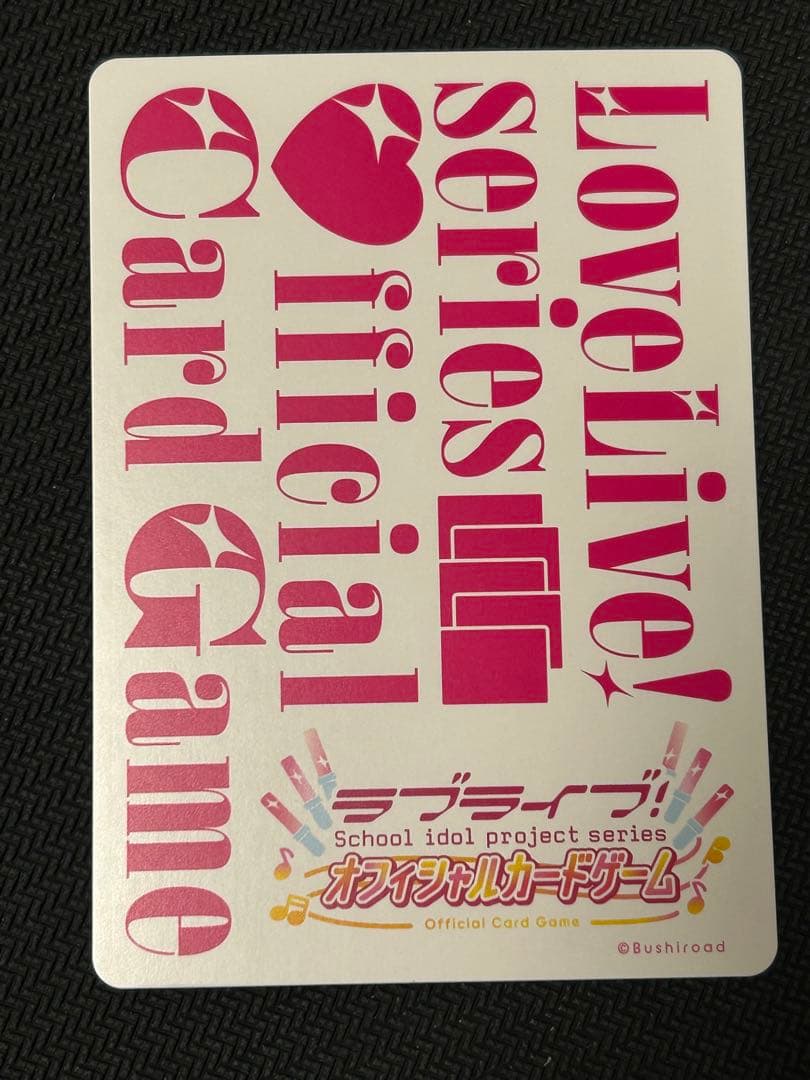 LoveLive!
series
Official
Card Game
ラブライブ!
School idol project series
オフィシャルカードゲーム
Official Card Game
©Bushiroad